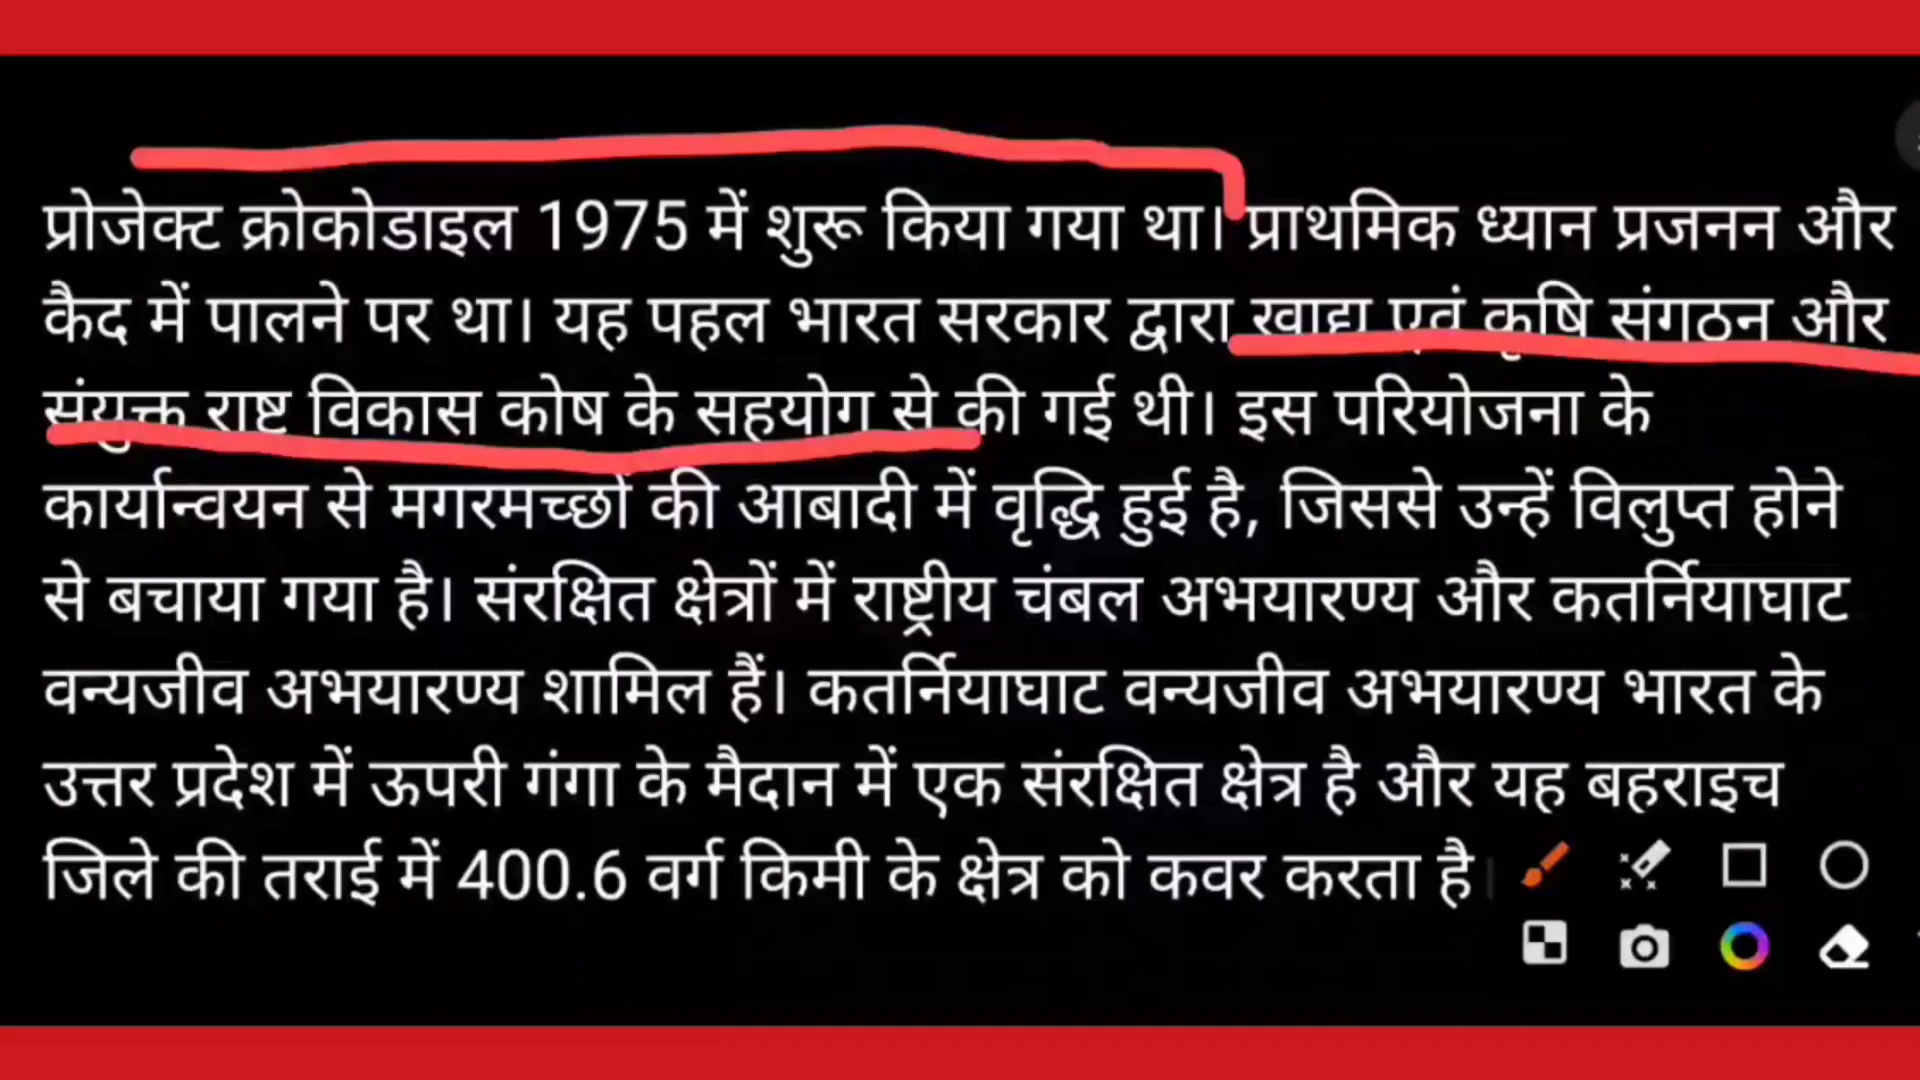 प्रोजेक्ट क्रोकोडाइल 1975 में शुरू किया गया था। प्राथमिक ध्यान प्रजनन और
कैद में पालने पर था। यह पहल भारत सरकार द्वारा खाद्य एवं कृषि संगठन और
संयुक्त राष्ट्र विकास कोष के सहयोग से की गई थी। इस परियोजना के
कार्यान्वयन से मगरमच्छों की आबादी में वृद्धि हुई है, जिससे उन्हें विलुप्त होने
से बचाया गया है। संरक्षित क्षेत्रों में राष्ट्रीय चंबल अभयारण्य और कतर्नियाघाट
वन्यजीव अभयारण्य शामिल हैं। कतर्नियाघाट वन्यजीव अभयारण्य भारत के
उत्तर प्रदेश में ऊपरी गंगा के मैदान में एक संरक्षित क्षेत्र है और यह बहराइच
जिले की तराई में 400.6 वर्ग किमी के क्षेत्र को कवर करता है